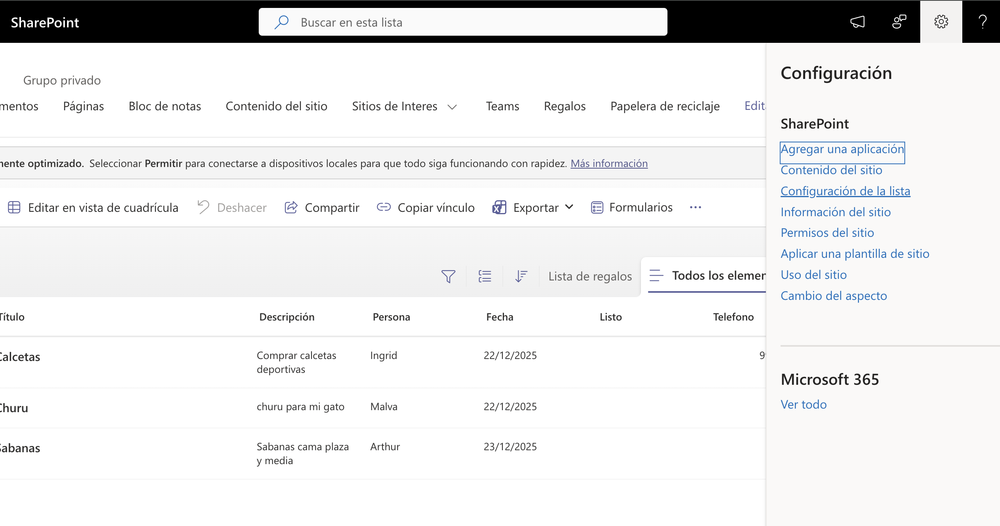 SharePoint
Buscar en esta lista
Grupo privado
mentos Páginas Bloc de notas Contenido del sitio Sitios de Interes Teams Regalos Papelera de reciclaje Edit
mente optimizado. Seleccionar Permitir para conectarse a dispositivos locales para que todo siga funcionando con rapidez. Más información
Editar en vista de cuadrícula Deshacer Compartir Copiar vínculo Exportar Formularios ...
Lista de regalos Todos los elemen
Título Descripción Persona Fecha Listo Telefono
Calcetas Comprar calcetas Ingrid 22/12/2025 9
deportivas
Churu churu para mi gato Malva 22/12/2025
Sabanas Sabanas cama plaza Arthur 23/12/2025
y media
Configuración
SharePoint
Agregar una aplicación
Contenido del sitio
Configuración de la lista
Información del sitio
Permisos del sitio
Aplicar una plantilla de sitio
Uso del sitio
Cambio del aspecto
Microsoft 365
Ver todo